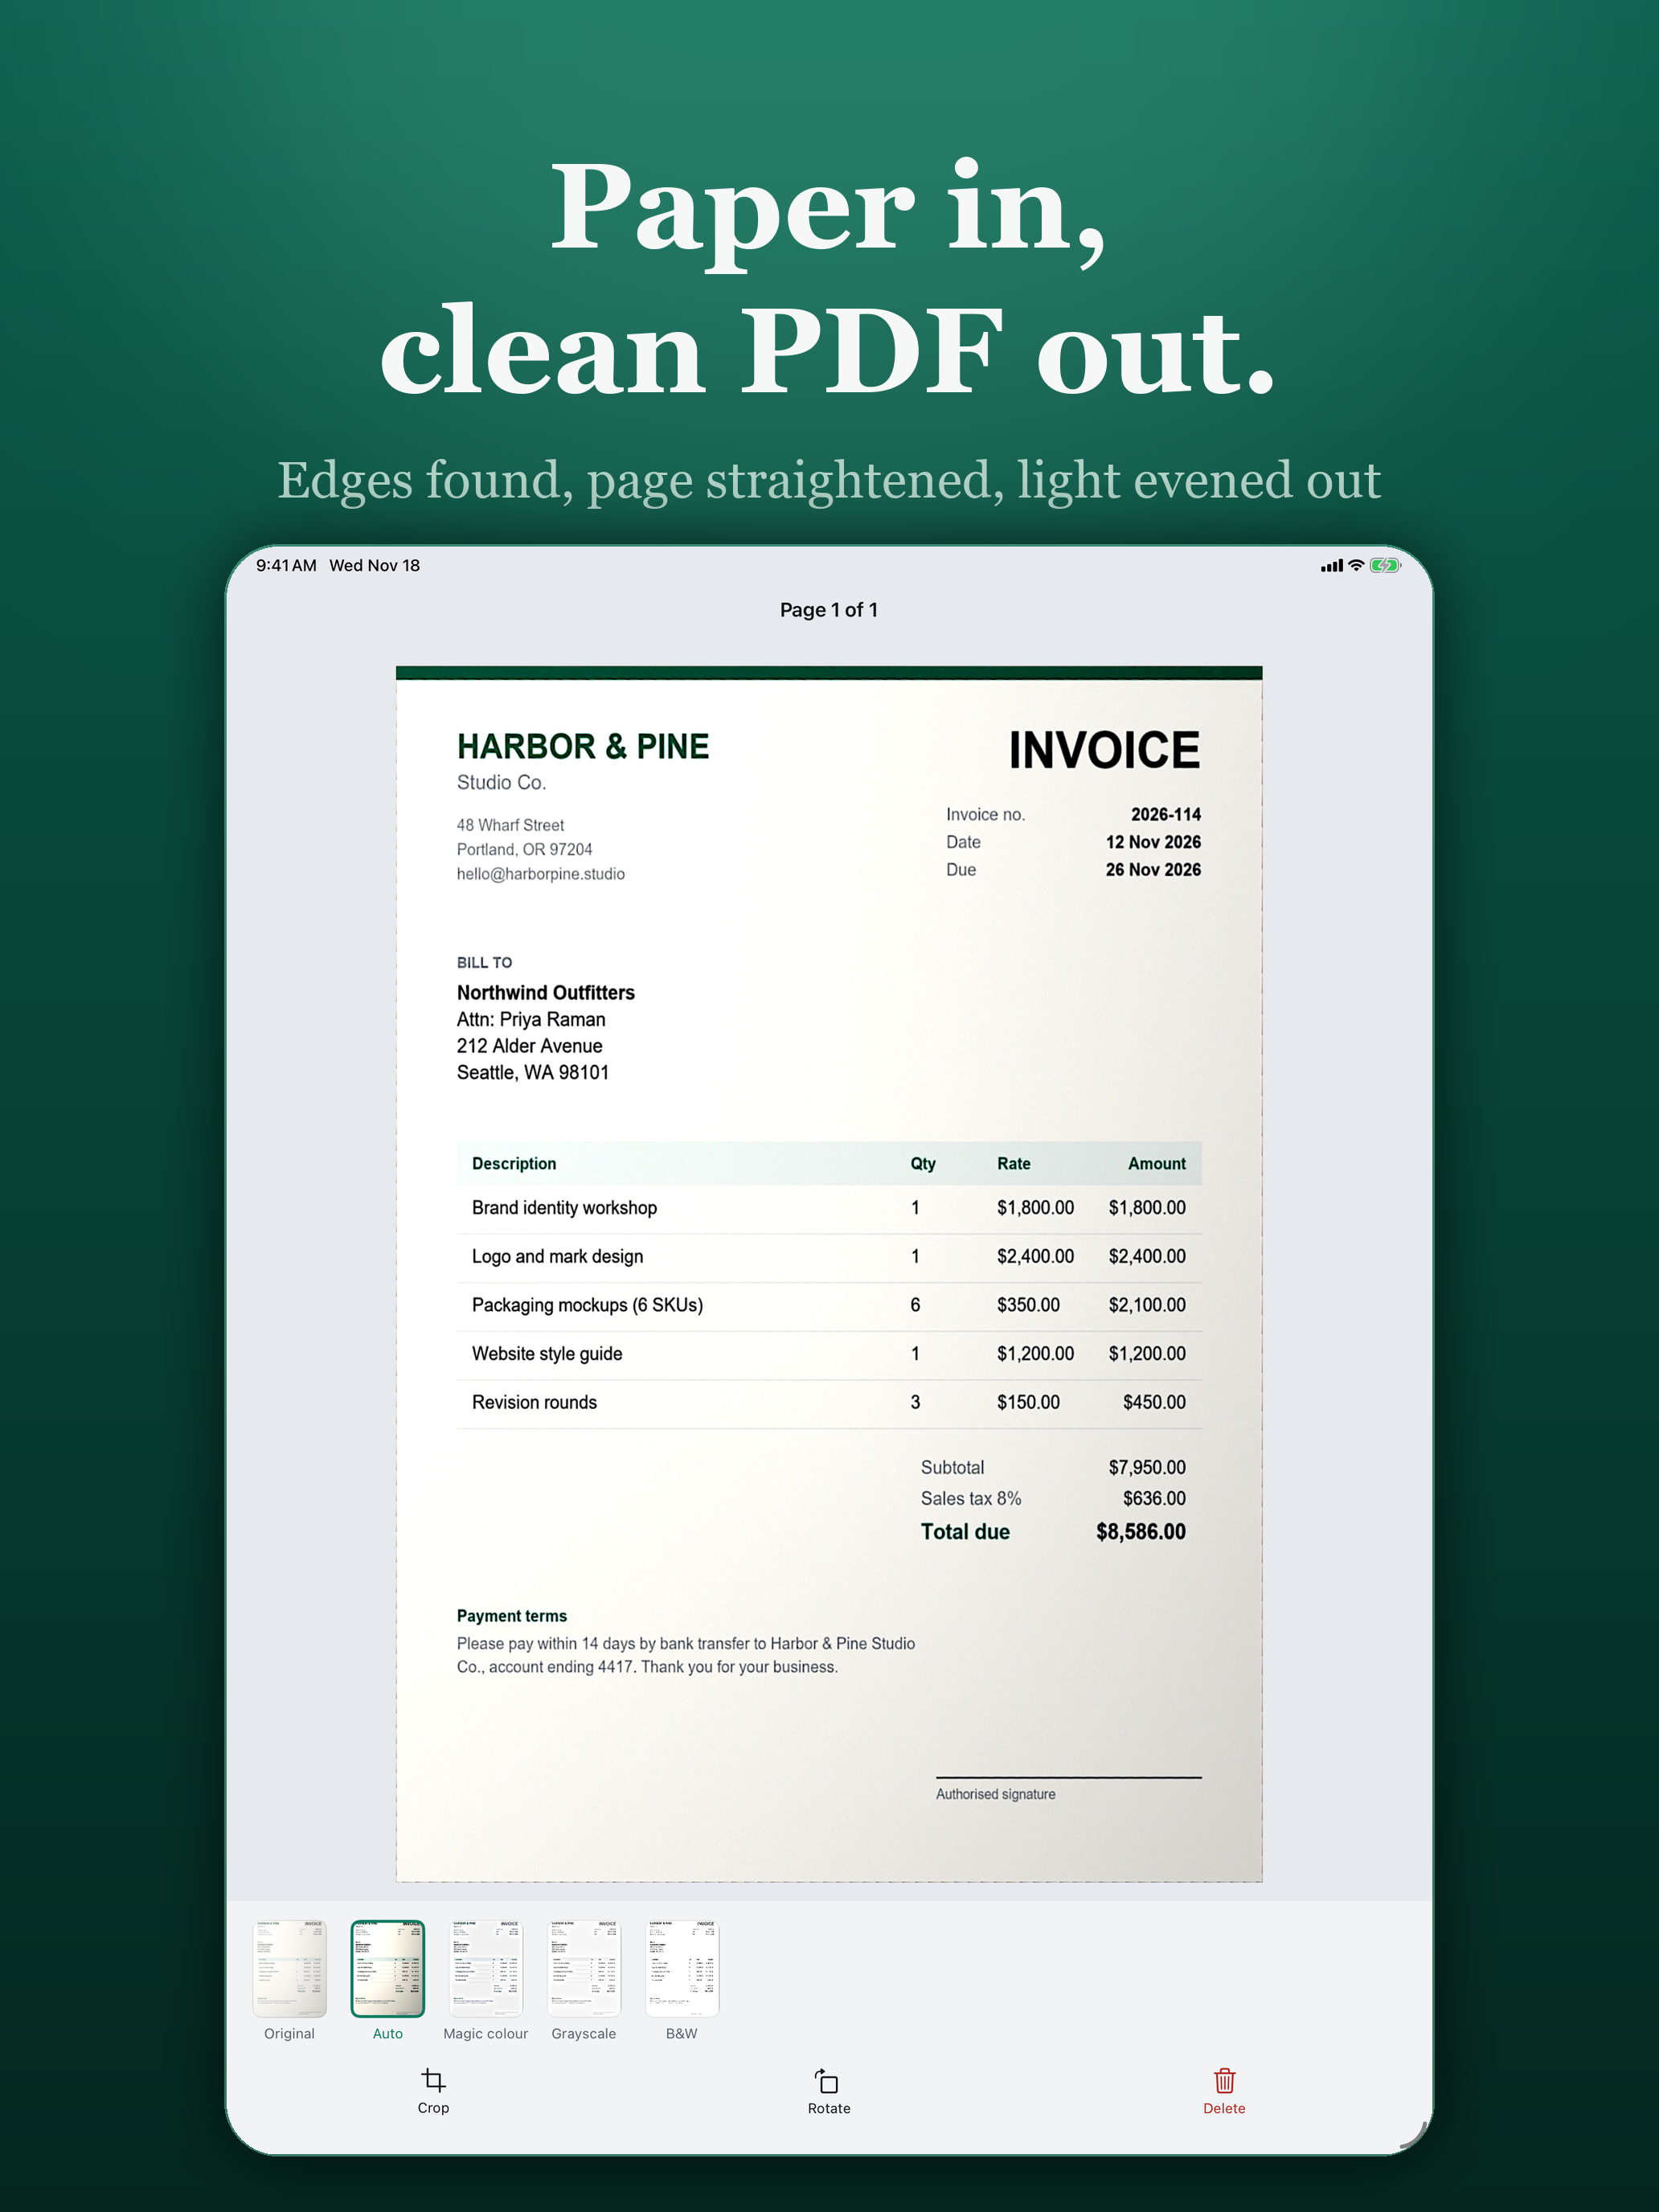 Paper in,
clean PDF out.
Edges found, page straightened, light evened out
9:41 AM Wed Nov 18
Page 1 of 1
HARBOR & PINE
Studio Co.
48 Wharf Street
Portland, OR 97204
hello@harborpine.studio
INVOICE
Invoice no. 2026-114
Date 12 Nov 2026
Due 26 Nov 2026
BILL TO
Northwind Outfitters
Attn: Priya Raman
212 Alder Avenue
Seattle, WA 98101
Description Qty Rate Amount
Brand identity workshop 1 $1,800.00 $1,800.00
Logo and mark design 1 $2,400.00 $2,400.00
Packaging mockups (6 SKUs) 6 $350.00 $2,100.00
Website style guide 1 $1,200.00 $1,200.00
Revision rounds 3 $150.00 $450.00
Subtotal $7,950.00
Sales tax 8% $636.00
Total due $8,586.00
Payment terms
Please pay within 14 days by bank transfer to Harbor & Pine Studio
Co., account ending 4417. Thank you for your business.
Authorised signature
Original Auto Magic colour Grayscale B&W
Crop Rotate Delete